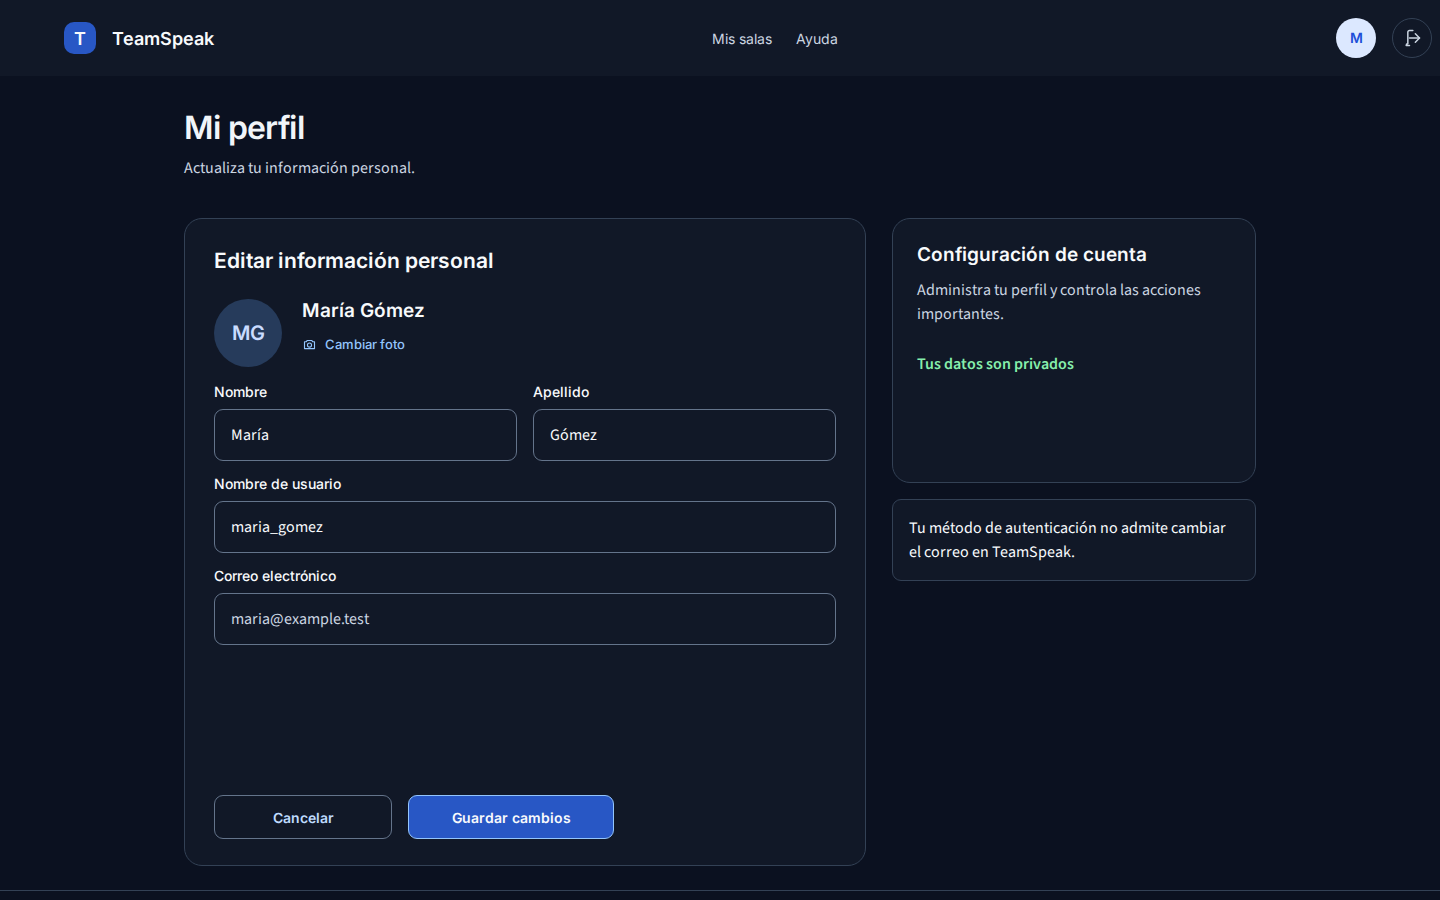 T TeamSpeak
Mis salas Ayuda
M
Mi perfil
Actualiza tu información personal.
Editar información personal
MG
María Gómez
Cambiar foto
Nombre
María
Apellido
Gómez
Nombre de usuario
maria_gomez
Correo electrónico
maria@example.test
Cancelar
Guardar cambios
Configuración de cuenta
Administra tu perfil y controla las acciones
importantes.
Tus datos son privados
Tu método de autenticación no admite cambiar
el correo en TeamSpeak.